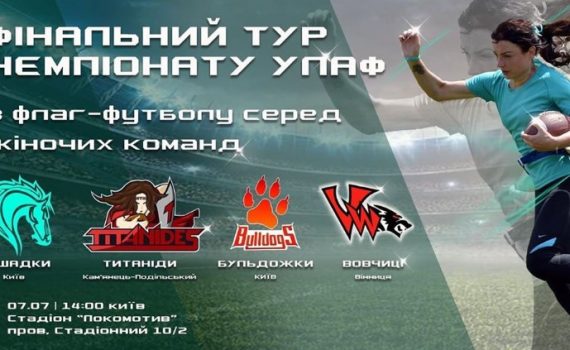 ФІНАЛЬНИЙ ТУР
ЧЕМПІОНАТУ УЛАФ
з флаг-футболу серед
жіночих команд
TITANIDES
Bulldogs
W
ШАДКИ
Київ
ТИТАНІДИ
Кам'янець-Подільський
БУЛЬДОЖКИ
Київ
ВОВЧИЦІ
Вінниця
07.07 | 14:00 київ
Стадіон "Локомотив"
пров, Стадіонний 10/2